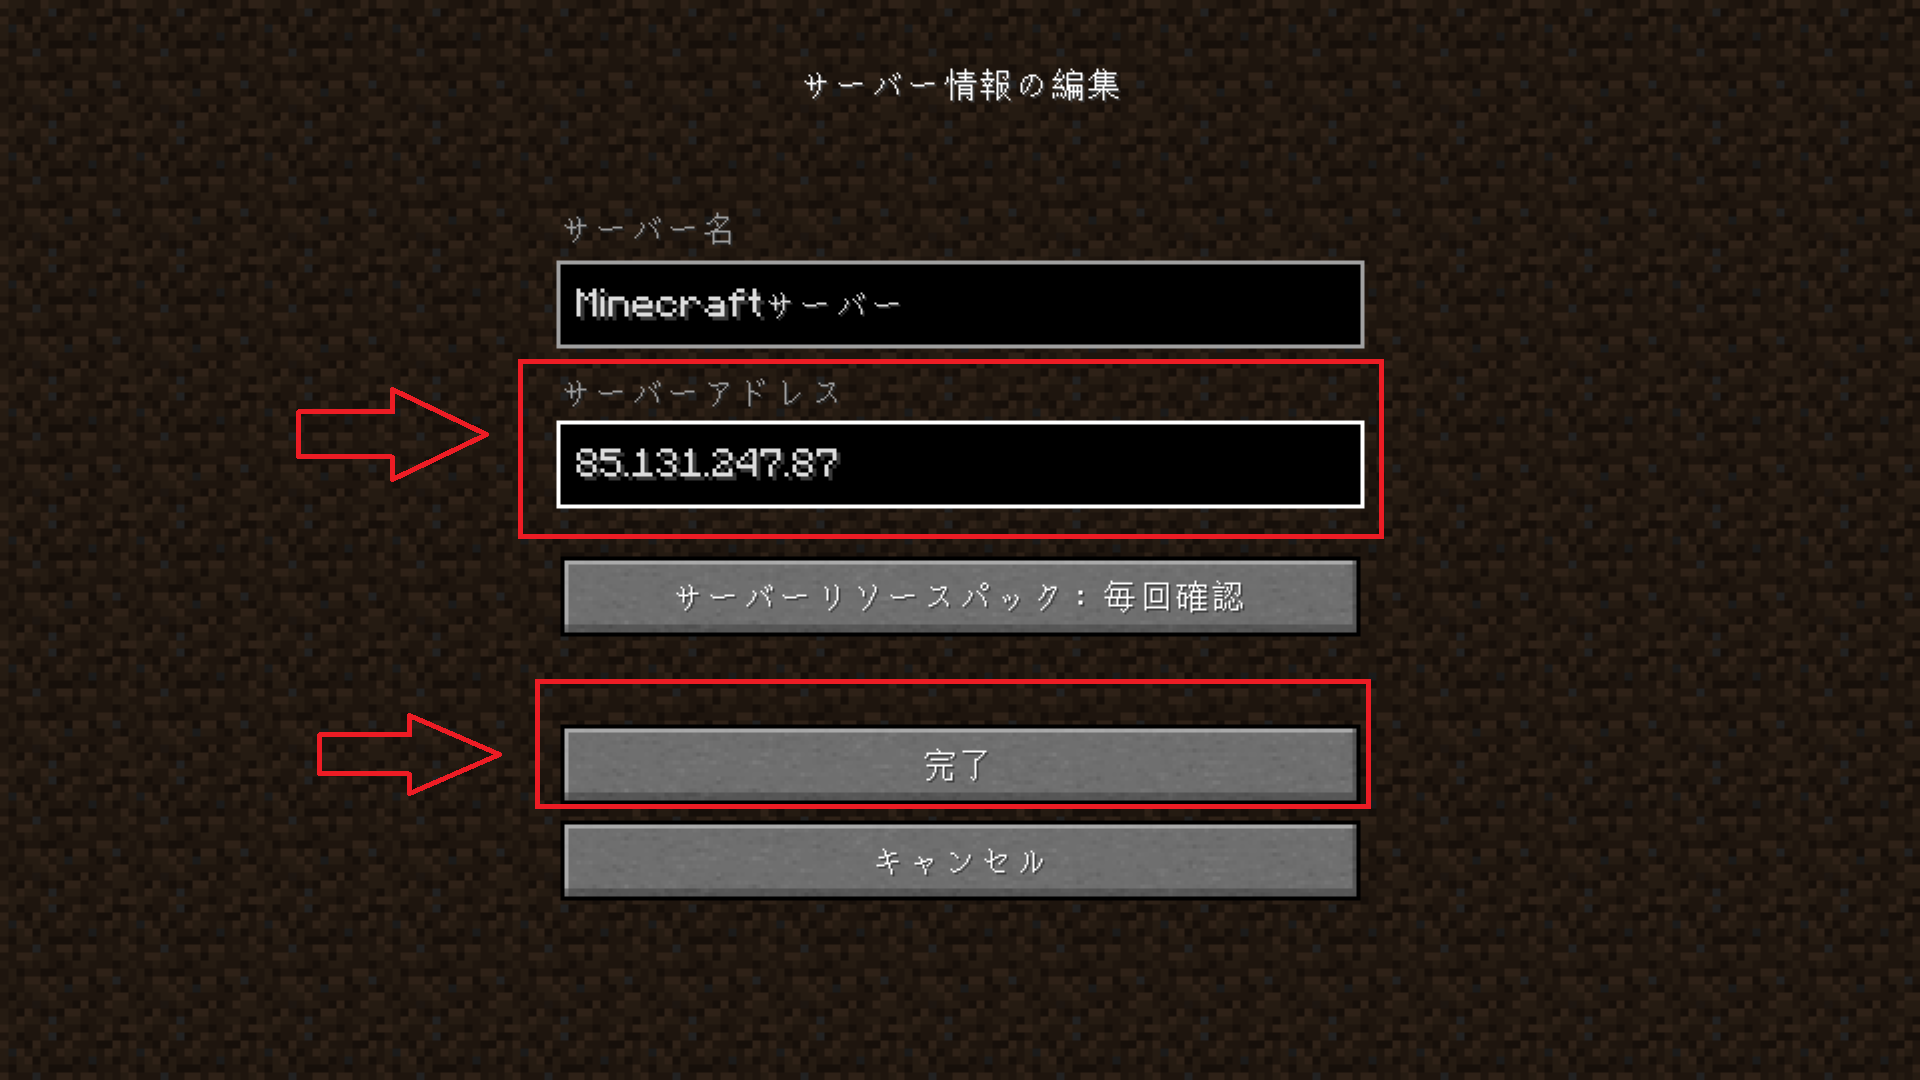 サーバー情報の編集
サーバー名
Minecraftサーバー
サーバーアドレス
85.131.247.87
サーバーリソースパック：毎回確認
完了
キャンセル